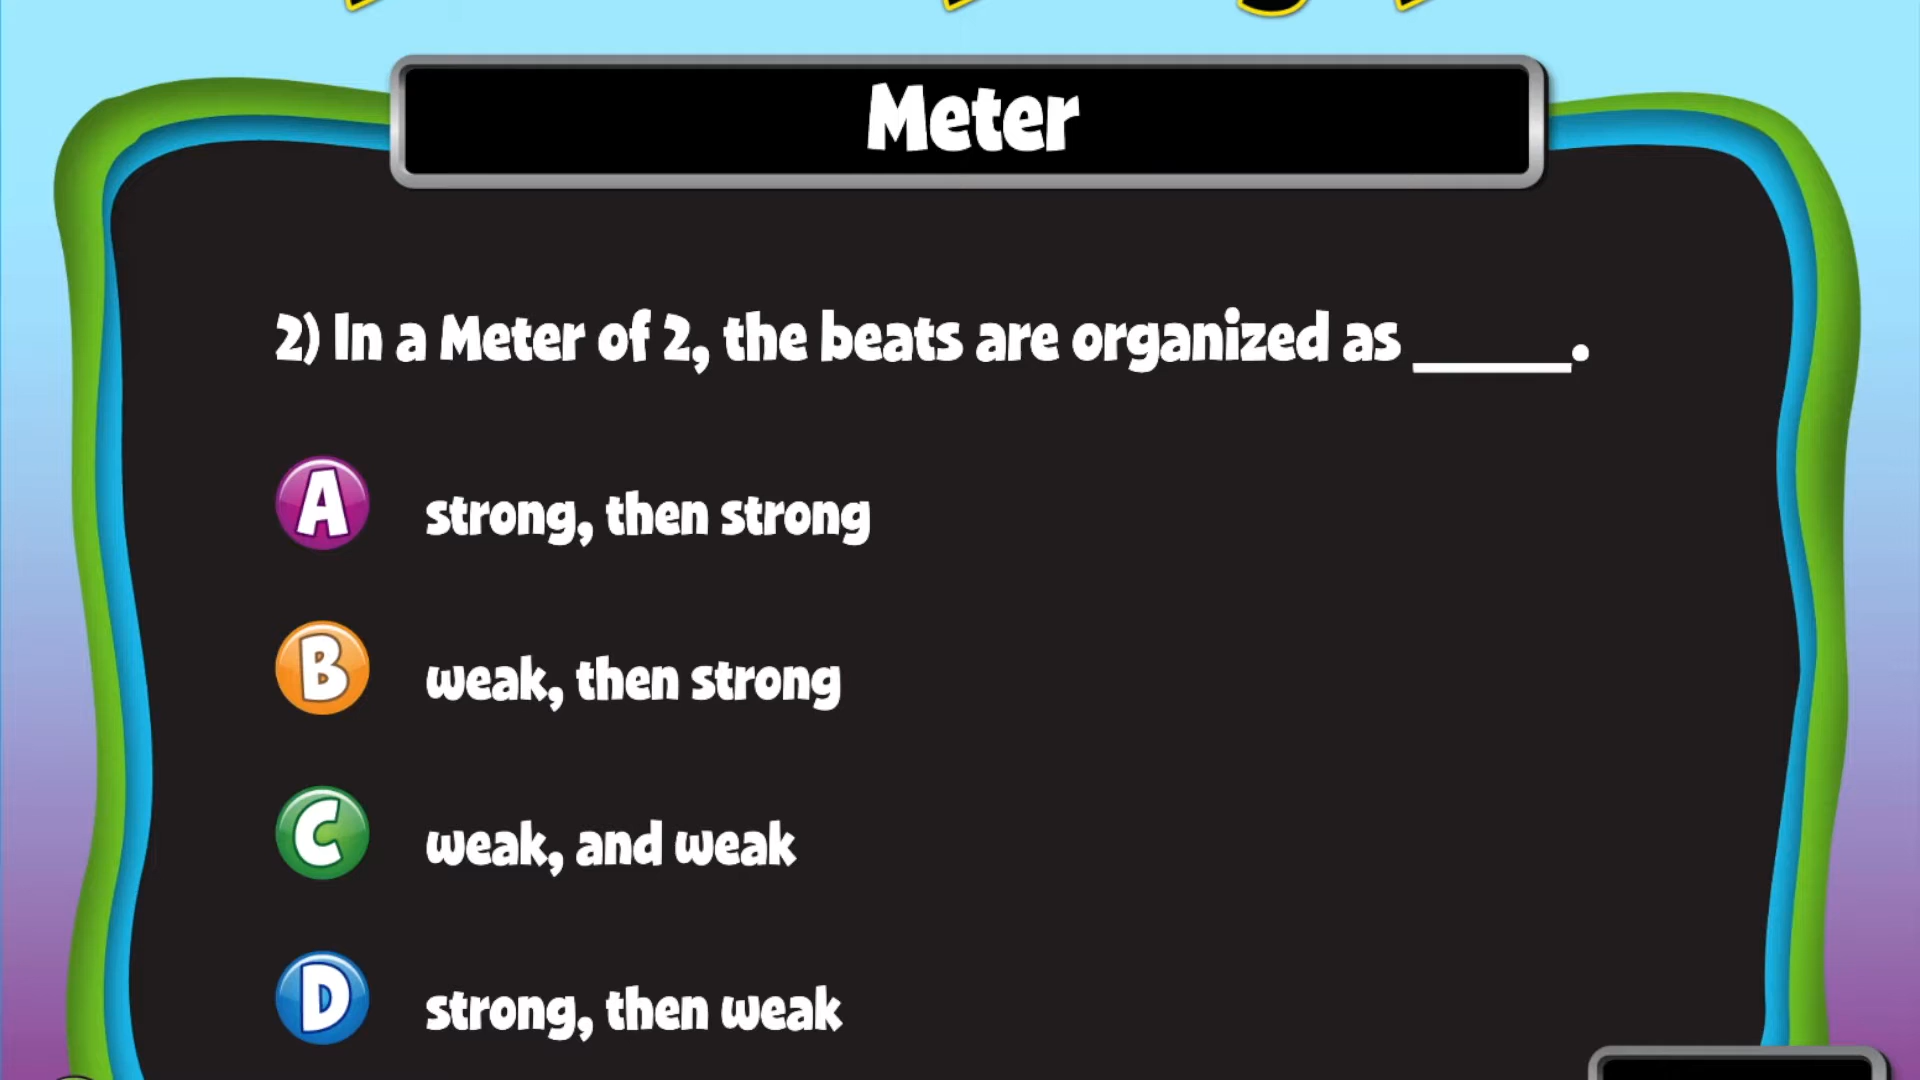 Meter
2) In a Meter of 2, the beats are organized as ______.
A strong, then strong
B weak, then strong
C weak, and weak
D strong, then weak